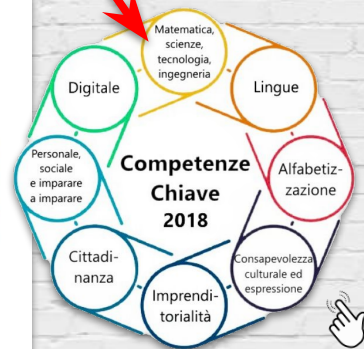 Matematica,
scienze,
tecnologia,
ingegneria
Digitale
Lingue
Personale,
sociale
e imparare
a imparare
Competenze
Chiave
2018
Alfabetiz-
zazione
Cittadi-
nanza
Consapevolezza
culturale ed
espressione
Imprendi-
torialità